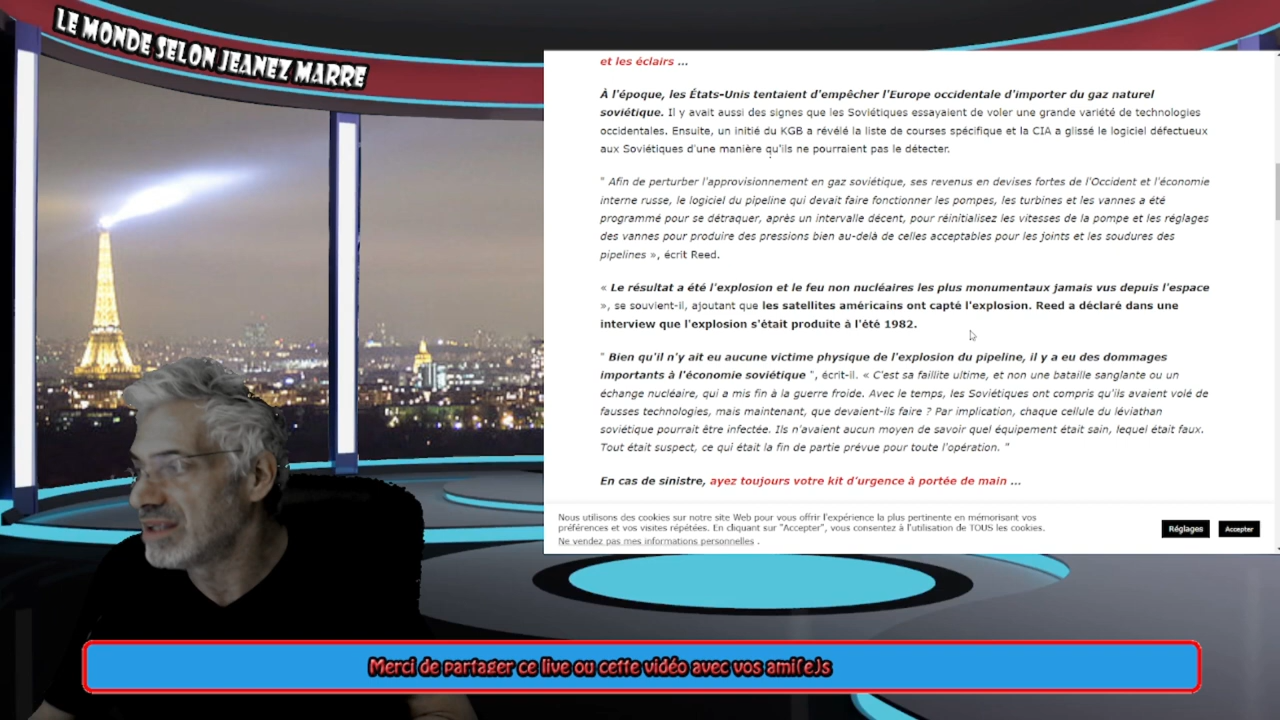 LE MONDE SELON JEANEZ MARRE
et les éclairs ...
À l'époque, les États-Unis tentaient d'empêcher l'Europe occidentale d'importer du gaz naturel
soviétique. Il y avait aussi des signes que les Soviétiques essayaient de voler une grande variété de technologies
occidentales. Ensuite, un initié du KGB a révélé la liste de courses spécifique et la CIA a glissé le logiciel défectueux
aux Soviétiques d'une manière qu'ils ne pourraient pas le détecter.
" Afin de perturber l'approvisionnement en gaz soviétique, ses revenus en devises fortes de l'Occident et l'économie
interne russe, le logiciel du pipeline qui devait faire fonctionner les pompes, les turbines et les vannes a été
programmé pour se détraquer, après un intervalle décent, pour réinitialisez les vitesses de la pompe et les réglages
des vannes pour produire des pressions bien au-delà de celles acceptables pour les joints et les soudures des
pipelines », écrit Reed.
« Le résultat a été l'explosion et le feu non nucléaires les plus monumentaux jamais vus depuis l'espace
», se souvient-il, ajoutant que les satellites américains ont capté l'explosion. Reed a déclaré dans une
interview que l'explosion s'était produite à l'été 1982.
" Bien qu'il n'y ait eu aucune victime physique de l'explosion du pipeline, il y a eu des dommages
importants à l'économie soviétique ", écrit-il. « C'est sa faillite ultime, et non une bataille sanglante ou un
échange nucléaire, qui a mis fin à la guerre froide. Avec le temps, les Soviétiques ont compris qu'ils avaient volé de
fausses technologies, mais maintenant, que devaient-ils faire ? Par implication, chaque cellule du léviathan
soviétique pourrait être infectée. Ils n'avaient aucun moyen de savoir quel équipement était sain, lequel était faux.
Tout était suspect, ce qui était la fin de partie prévue pour toute l'opération. "
En cas de sinistre, ayez toujours votre kit d'urgence à portée de main ...
Nous utilisons des cookies sur notre site Web pour vous offrir l'expérience la plus pertinente en mémorisant vos
préférences et vos visites répétées. En cliquant sur "Accepter", vous consentez à l'utilisation de TOUS les cookies.
Ne vendez pas mes informations personnelles .
Réglages
Accepter
Merci de partager ce live ou cette vidéo avec vos ami(e)s